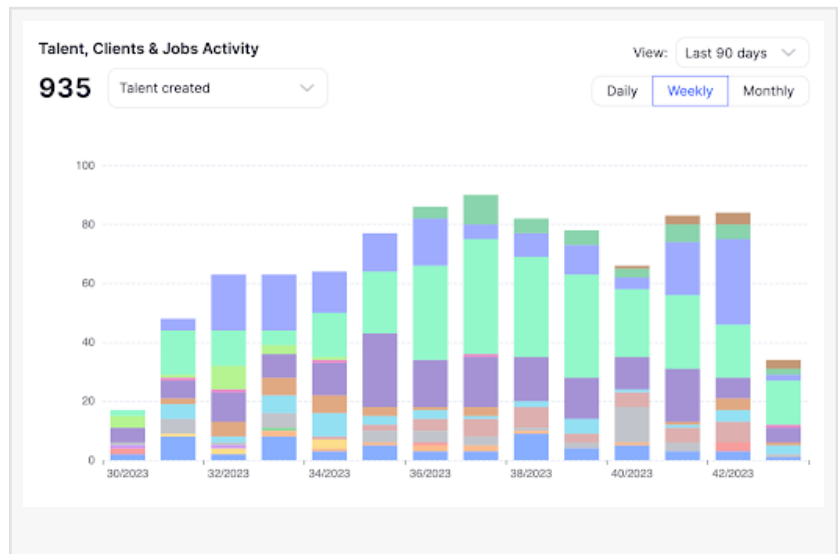 Talent, Clients & Jobs Activity
View: Last 90 days
935 Talent created
Daily Weekly Monthly
100
80
60
40
20
0
30/2023 32/2023 34/2023 36/2023 38/2023 40/2023 42/2023